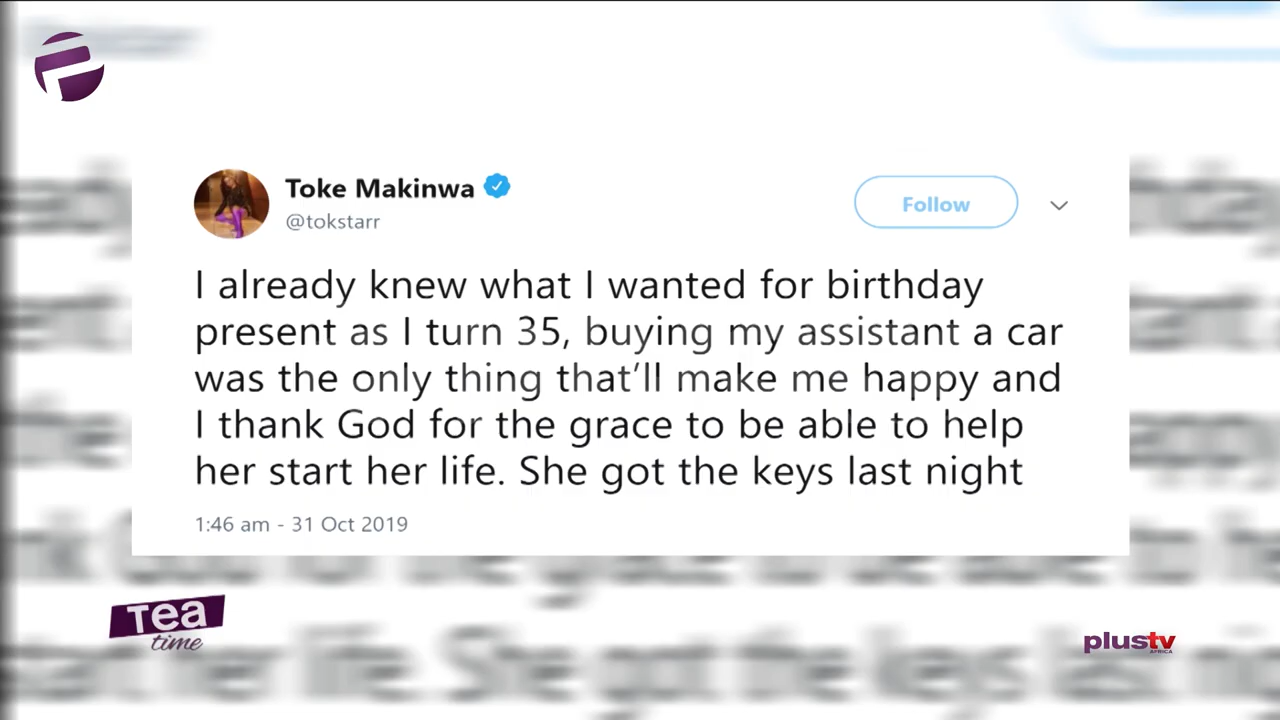 Toke Makinwa
@tokstarr
Follow
I already knew what I wanted for birthday
present as I turn 35, buying my assistant a car
was the only thing that’ll make me happy and
I thank God for the grace to be able to help
her start her life. She got the keys last night
1:46 am - 31 Oct 2019
Tea
time
plustv
AFRICA